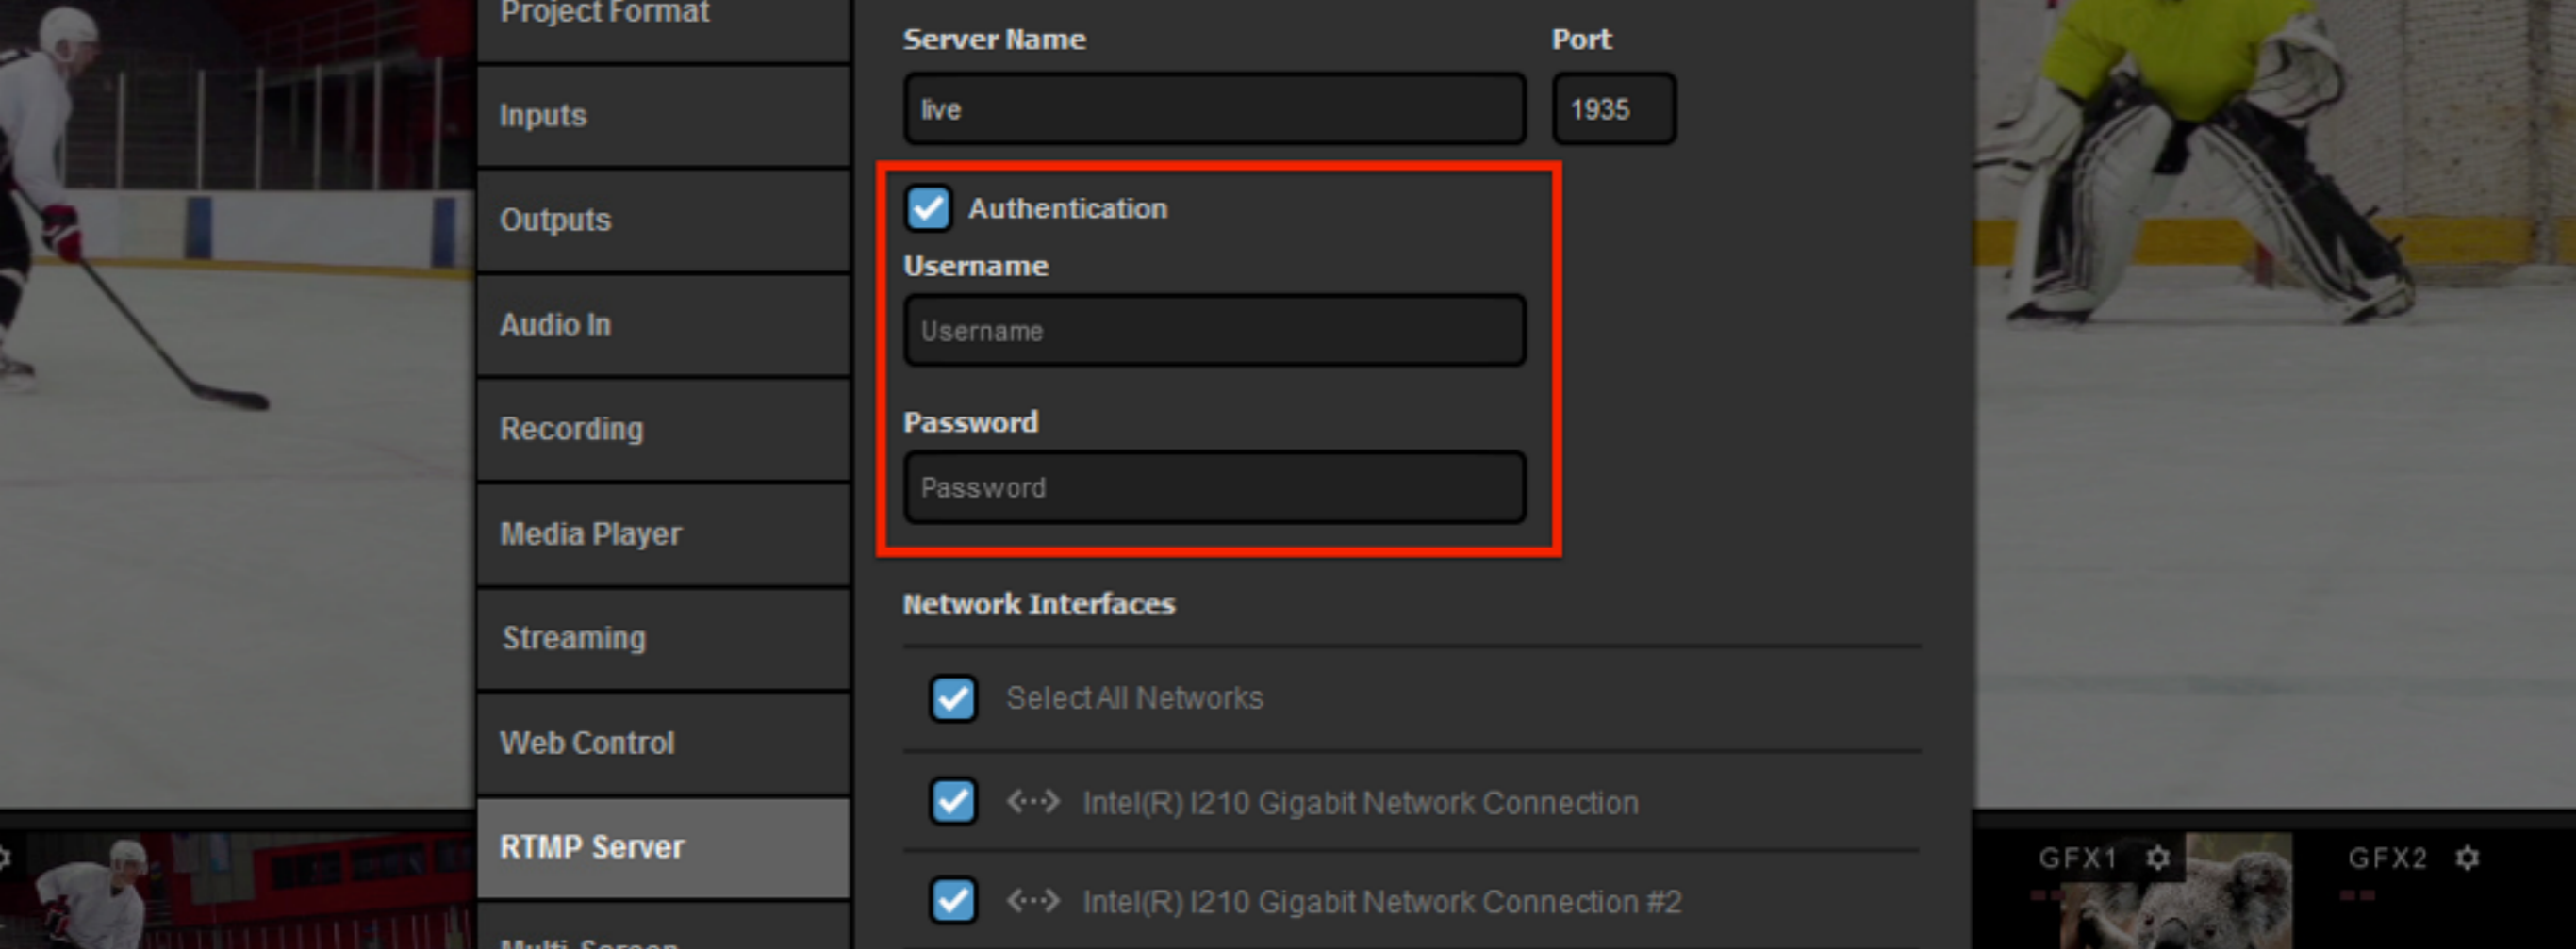 Project Format
Inputs
Outputs
Audio In
Recording
Media Player
Streaming
Web Control
RTMP Server
Multi-Screen
Server Name
Port
live
1935
Authentication
Username
Username
Password
Password
Network Interfaces
Select All Networks
Intel(R) I210 Gigabit Network Connection
Intel(R) I210 Gigabit Network Connection #2
GFX1
GFX2